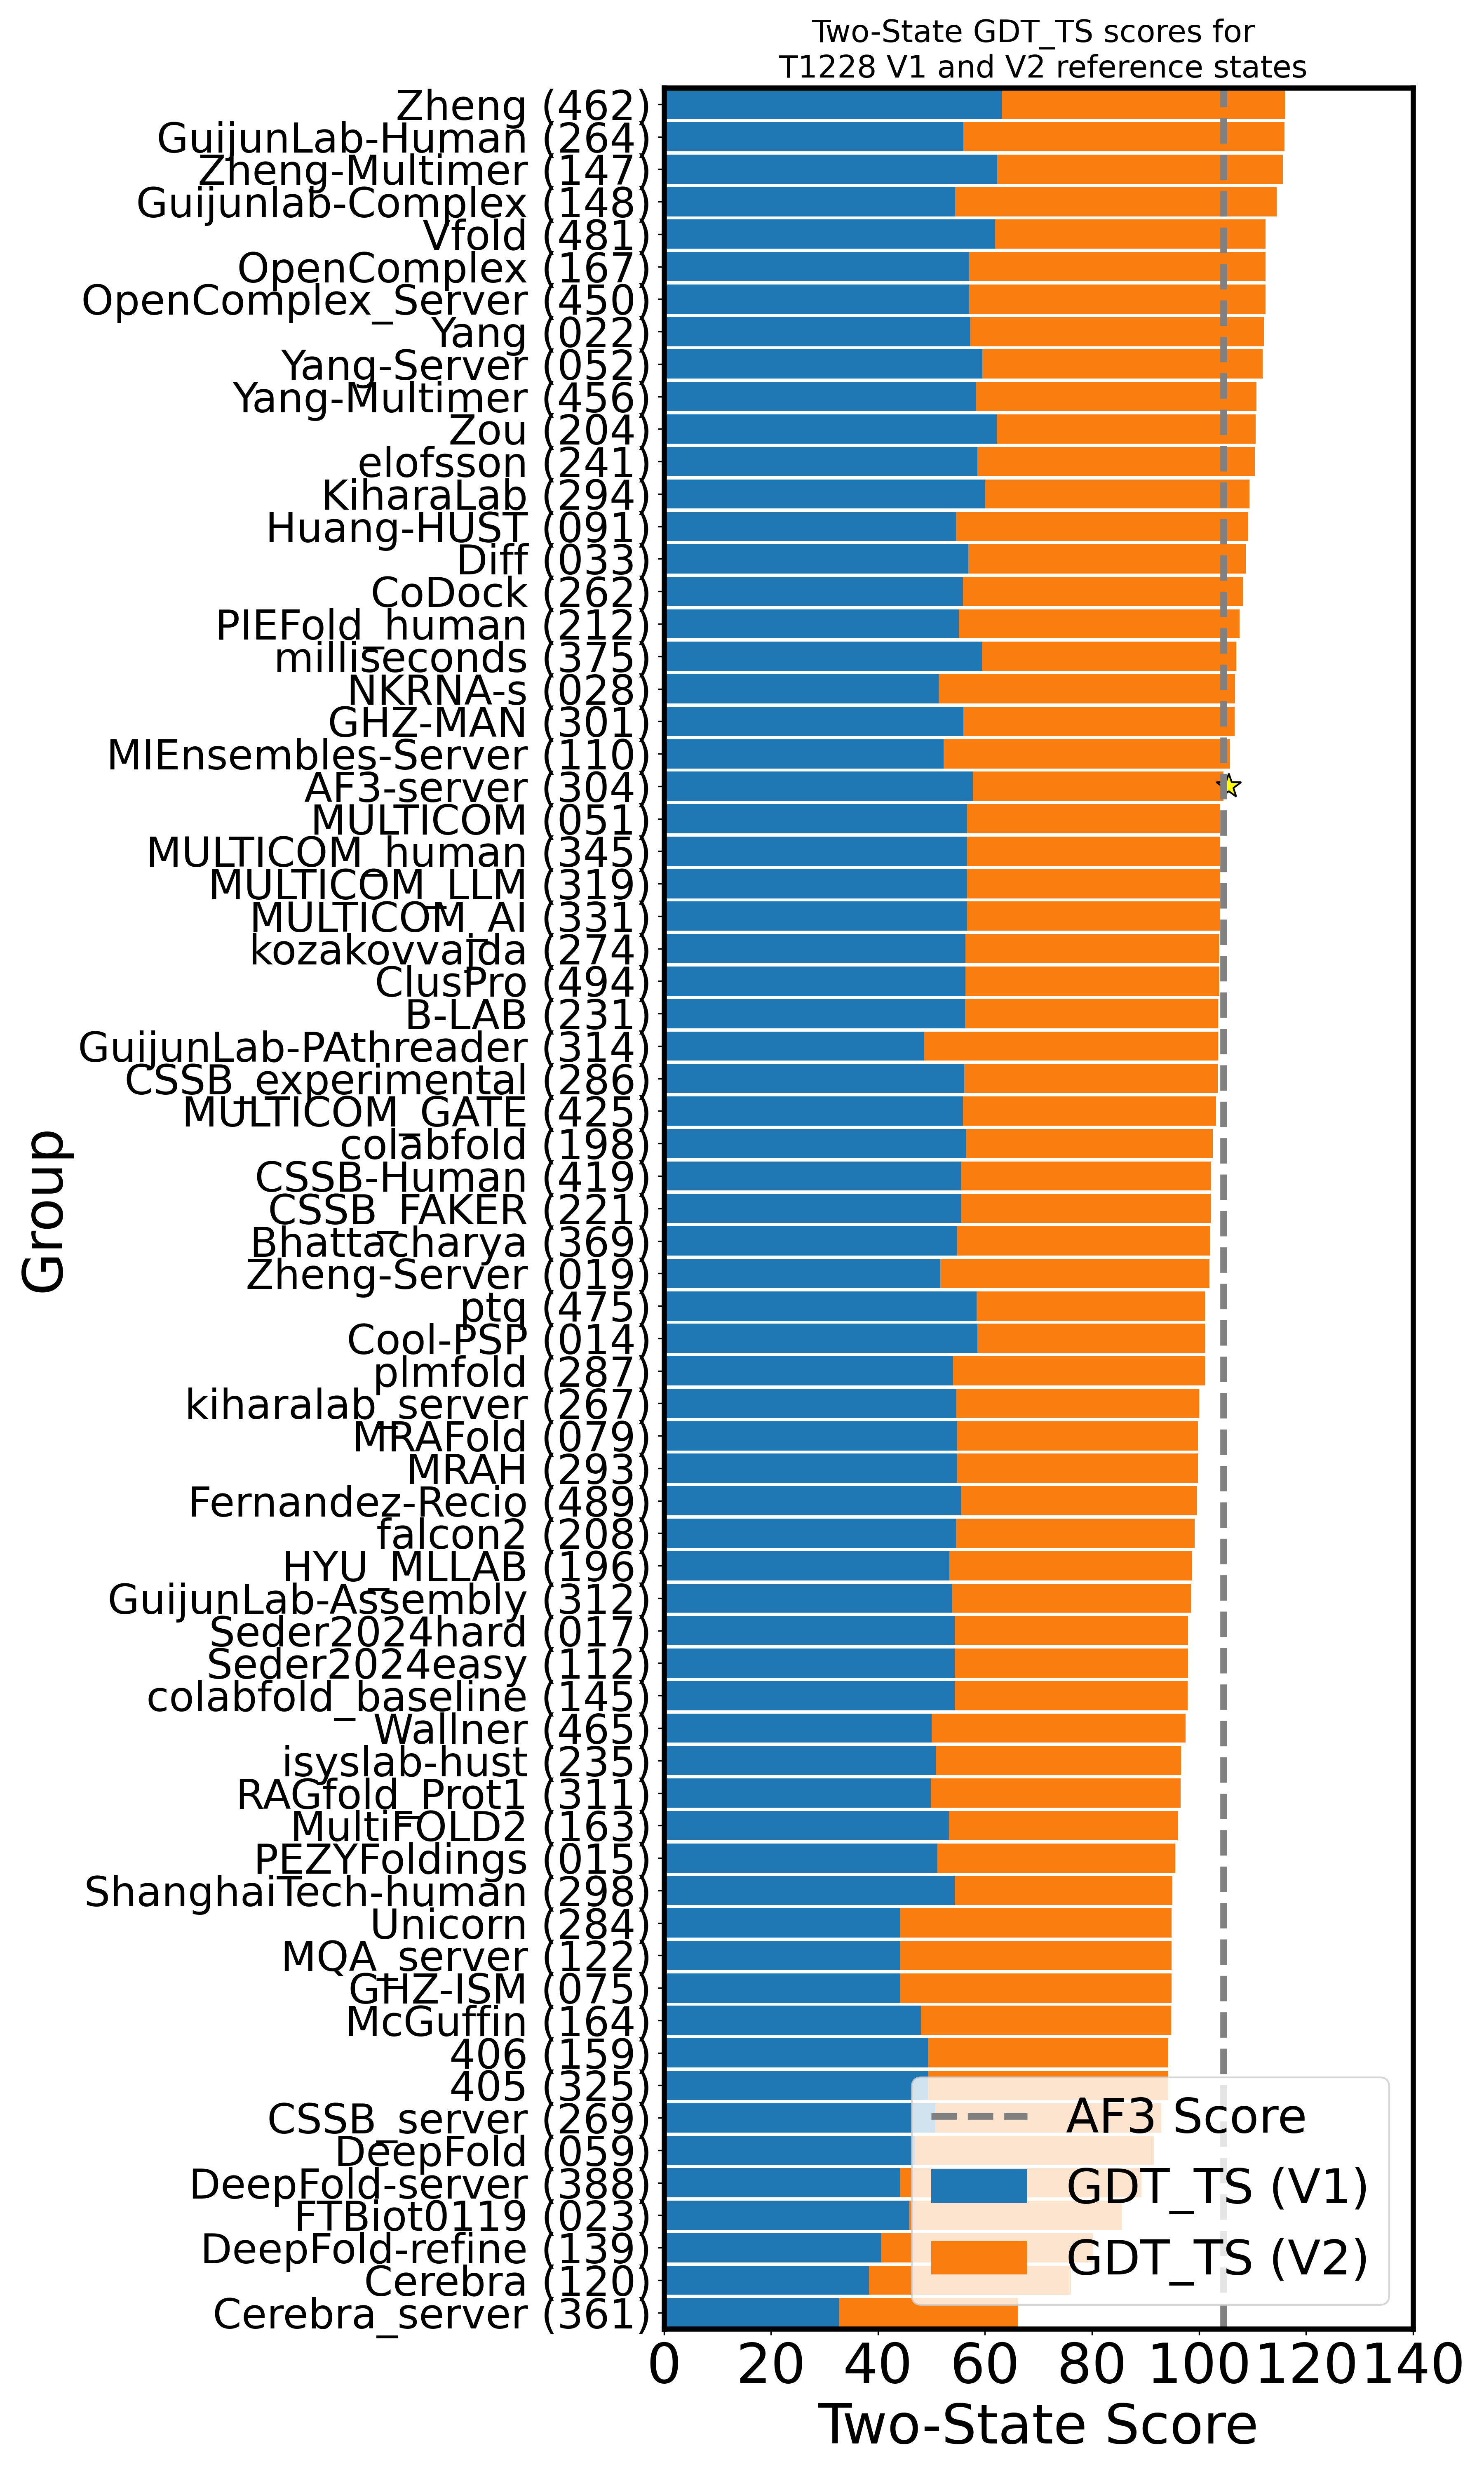 Two-State GDT_TS scores for
T1228 V1 and V2 reference states
Group
Zheng (462)
GuijunLab-Human (264)
Zheng-Multimer (147)
Guijunlab-Complex (148)
Vfold (481)
OpenComplex (167)
OpenComplex_Server (450)
Yang (022)
Yang-Server (052)
Yang-Multimer (456)
Zou (204)
elofsson (241)
KiharaLab (294)
Huang-HUST (091)
Diff (033)
CoDock (262)
PIEFold_human (212)
milliseconds (375)
NKRNA-s (028)
GHZ-MAN (301)
MIEnsembles-Server (110)
AF3-server (304)
MULTICOM (051)
MULTICOM_human (345)
MULTICOM_LLM (319)
MULTICOM_AI (331)
kozakovvajda (274)
ClusPro (494)
B-LAB (231)
GuijunLab-PAthreader (314)
CSSB_experimental (286)
MULTICOM_GATE (425)
colabfold (198)
CSSB-Human (419)
CSSB_FAKER (221)
Bhattacharya (369)
Zheng-Server (019)
ptq (475)
Cool-PSP (014)
plmfold (287)
kiharalab_server (267)
MRAFold (079)
MRAH (293)
Fernandez-Recio (489)
falcon2 (208)
HYU_MLLAB (196)
GuijunLab-Assembly (312)
Seder2024hard (017)
Seder2024easy (112)
colabfold_baseline (145)
Wallner (465)
isyslab-hust (235)
RAGfold_Prot1 (311)
MultiFOLD2 (163)
PEZYFoldings (015)
ShanghaiTech-human (298)
Unicorn (284)
MQA_server (122)
GHZ-ISM (075)
McGuffin (164)
406 (159)
405 (325)
CSSB_server (269)
DeepFold (059)
DeepFold-server (388)
FTBiot0119 (023)
DeepFold-refine (139)
Cerebra (120)
Cerebra_server (361)
AF3 Score
GDT_TS (V1)
GDT_TS (V2)
0 20 40 60 80 100 120 140
Two-State Score